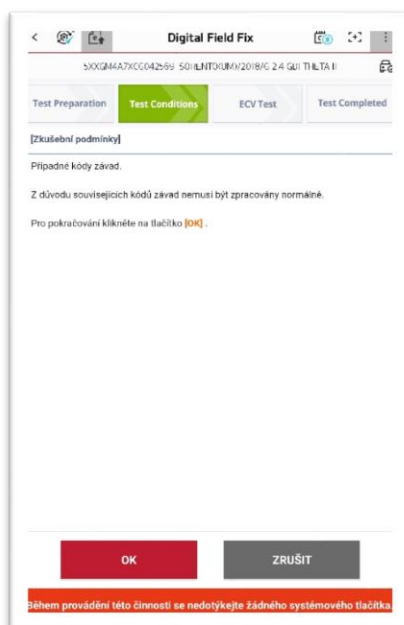 Digital Field Fix
Test Preparation
Test Conditions
ECV Test
Test Completed
[Zkušební podmínky]
Případné kódy závad.
Z důvodu souvisejících kódů závad nemusí být zpracovány normálně.
Pro pokračování klikněte na tlačítko [OK] .
OK
ZRUŠIT
Během provádění této činnosti se nedotýkejte žádného systémového tlačítka.